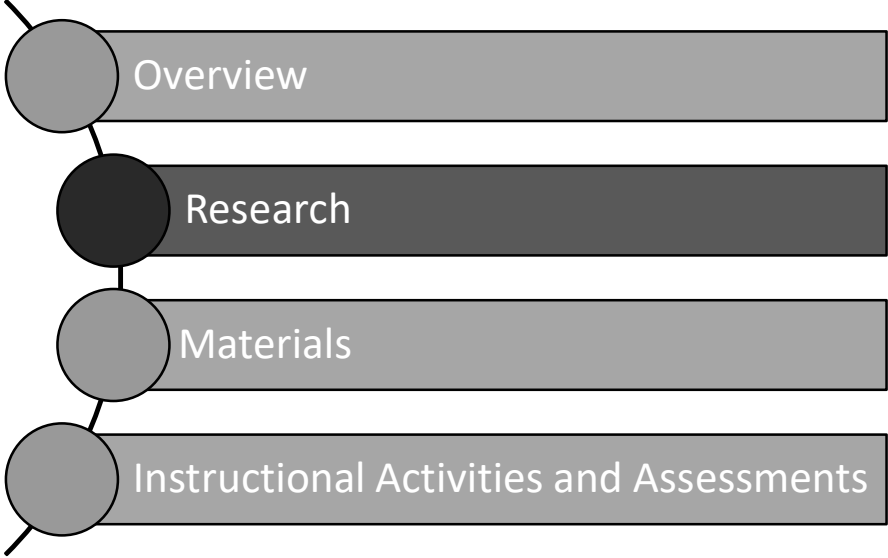 Overview
Research
Materials
Instructional Activities and Assessments